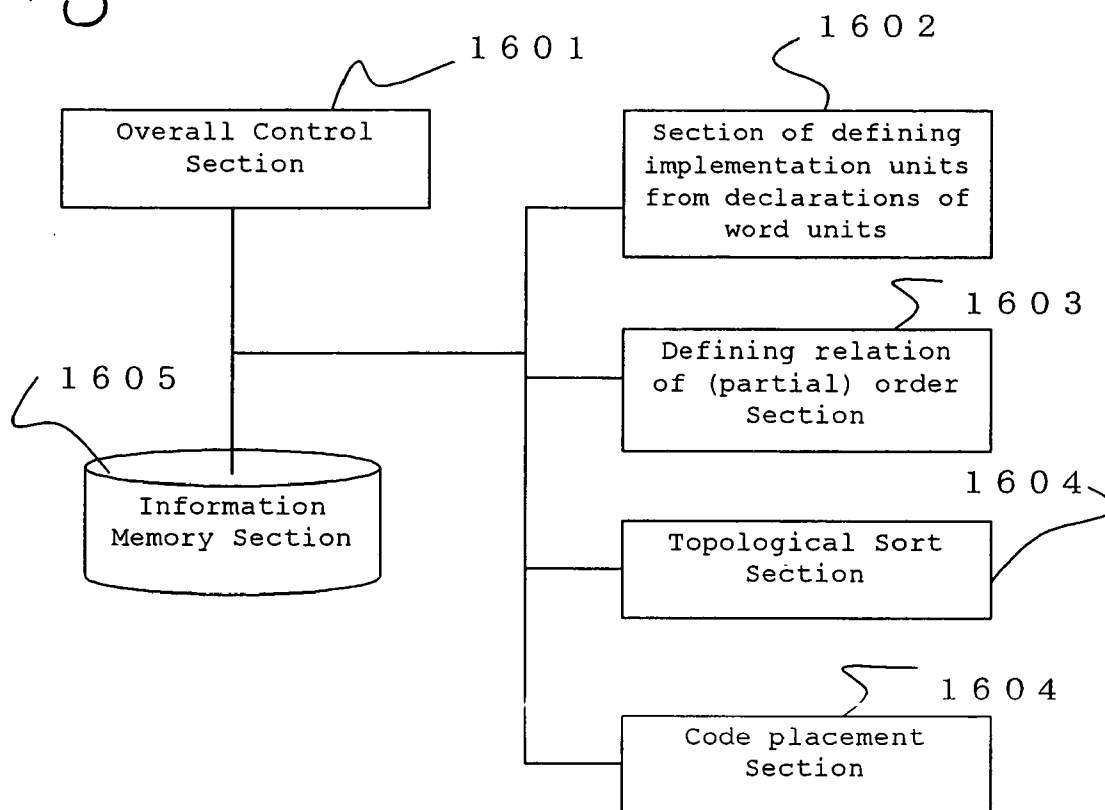 1601
Overall Control
Section
1602
Section of defining
implementation units
from declarations of
word units
1603
Defining relation
of (partial) order
Section
1605
Information
Memory Section
1604
Topological Sort
Section
1604
Code placement
Section